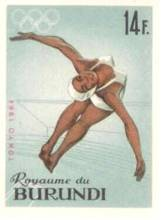 14F.
TOKYO 1964
Royaume du
BURUNDI